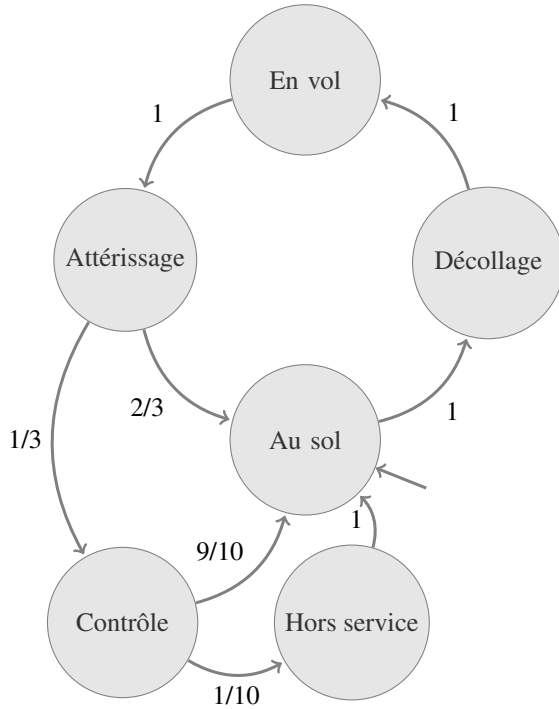 En vol
1
1
Attérissage
Décollage
2/3
1
1/3
Au sol
1
9/10
Contrôle
Hors service
1/10